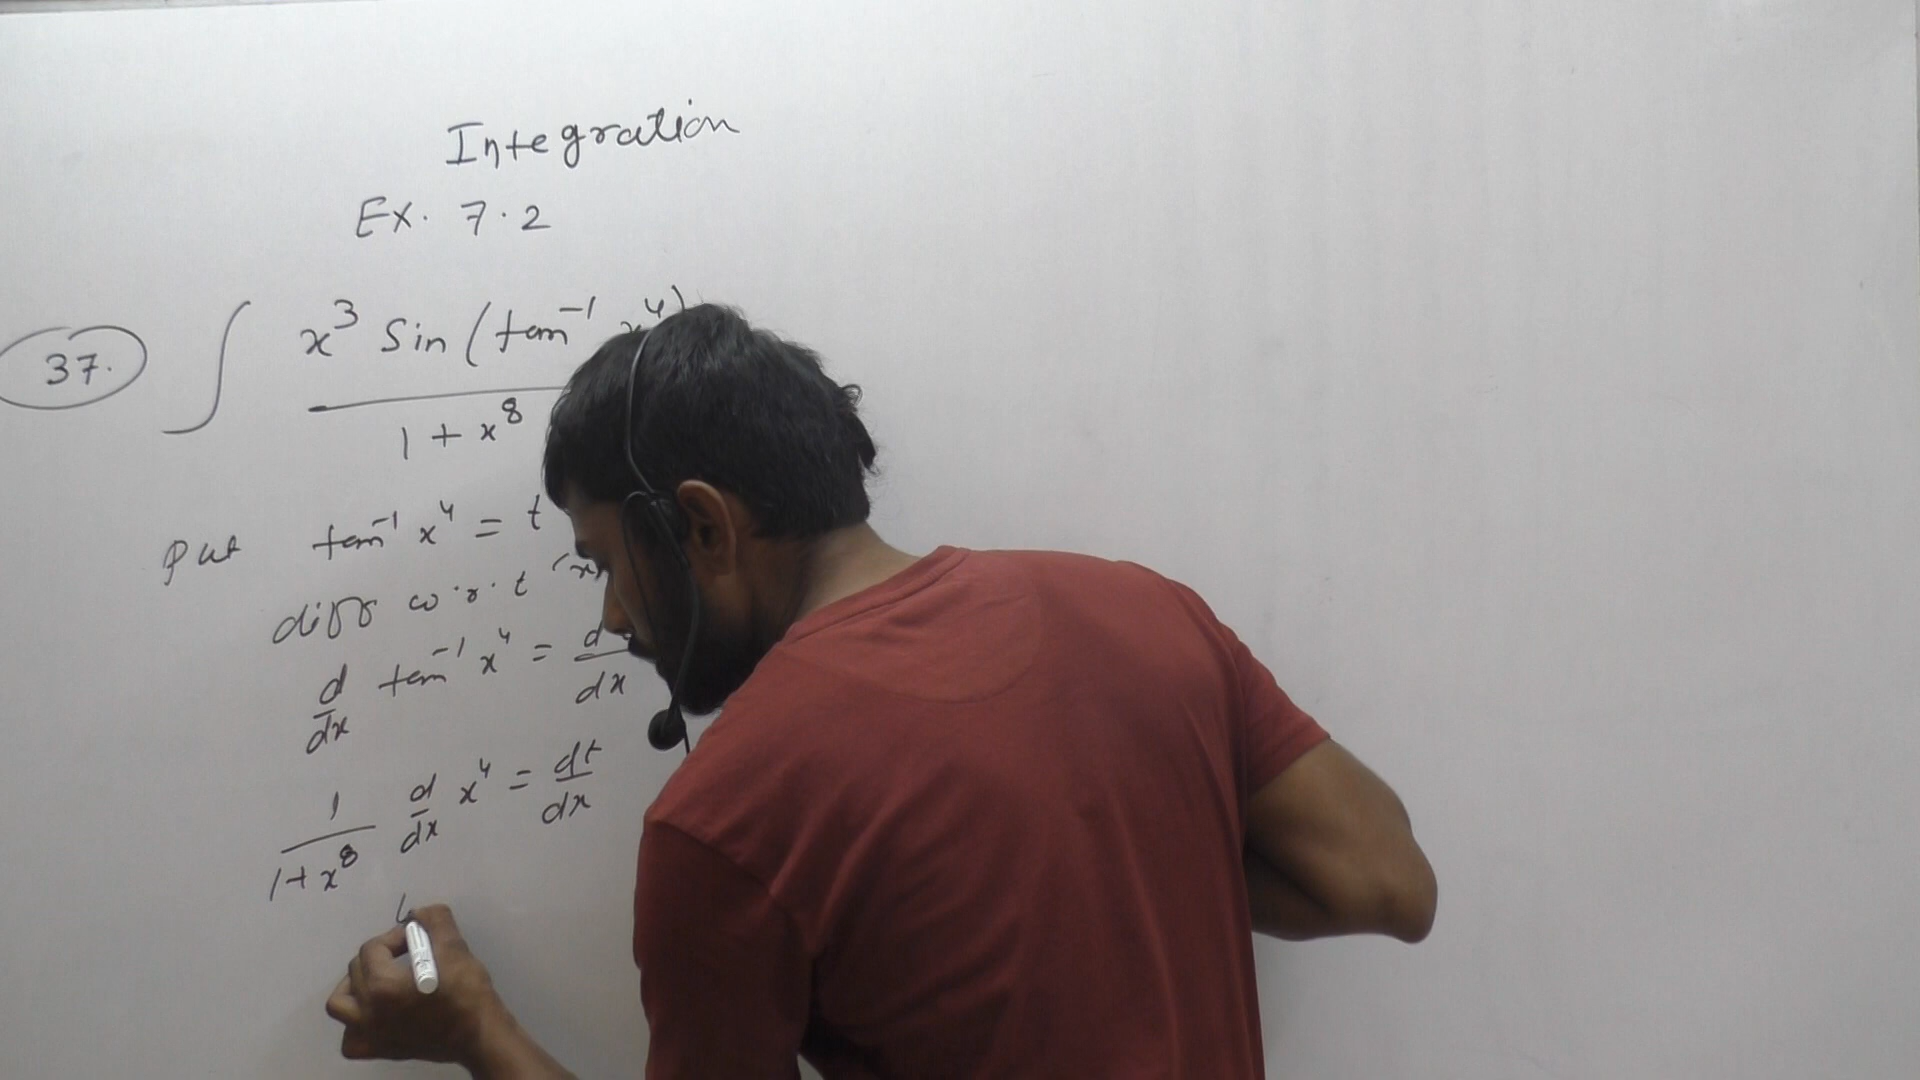 Integration
Ex. 7.2
37. ∫ x³ Sin (tan⁻¹ x⁴) / 1 + x⁸
Put tan⁻¹ x⁴ = t
diff w.r.t (x)
d/dx tan⁻¹ x⁴ = d/dx
1/1+x⁸ d/dx x⁴ = dt/dx